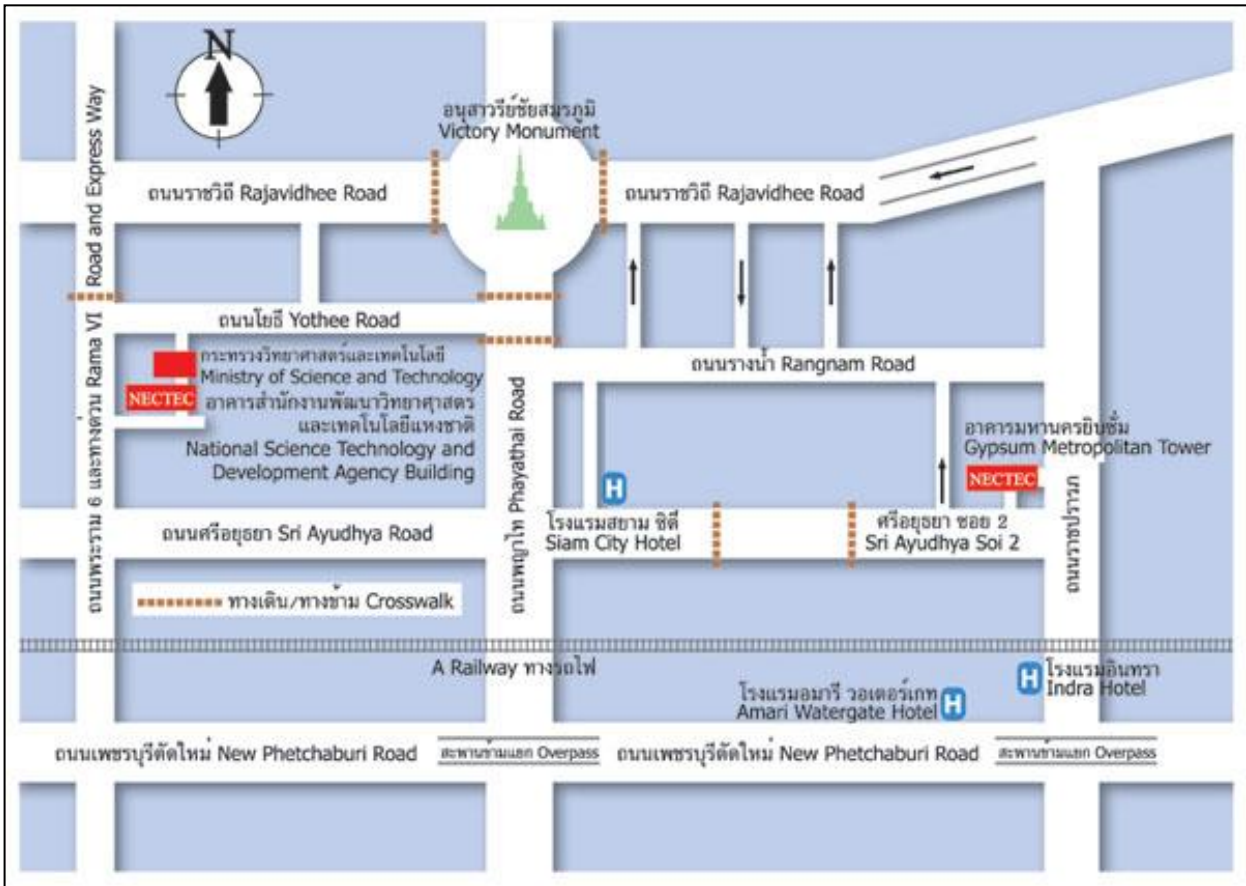 N
อนุสาวรีย์ชัยสมรภูมิ
Victory Monument
ถนนราชวิถี Rajavidhee Road
ถนนราชวิถี Rajavidhee Road
ถนนพระราม 6 และทางด่วน Rama VI Road and Express Way
ถนนโยธี Yothee Road
กระทรวงวิทยาศาสตร์และเทคโนโลยี
Ministry of Science and Technology
NECTEC
อาคารสำนักงานพัฒนาวิทยาศาสตร์
และเทคโนโลยีแห่งชาติ
National Science Technology and
Development Agency Building
ถนนพญาไท Phayathai Road
ถนนรางน้ำ Rangnam Road
อาคารมหานครยิบซั่ม
Gypsum Metropolitan Tower
NECTEC
H
โรงแรมสยาม ซิตี
Siam City Hotel
ศรีอยุธยา ซอย 2
Sri Ayudhya Soi 2
ถนนราชปรารภ
ถนนศรีอยุธยา Sri Ayudhya Road
ทางเดิน/ทางข้าม Crosswalk
A Railway ทางรถไฟ
โรงแรมอมารี วอเตอร์เกท
Amari Watergate Hotel
H
H
โรงแรมอินทรา
Indra Hotel
ถนนเพชรบุรีตัดใหม่ New Phetchaburi Road
สะพานข้ามแยก Overpass
ถนนเพชรบุรีตัดใหม่ New Phetchaburi Road
สะพานข้ามแยก Overpass